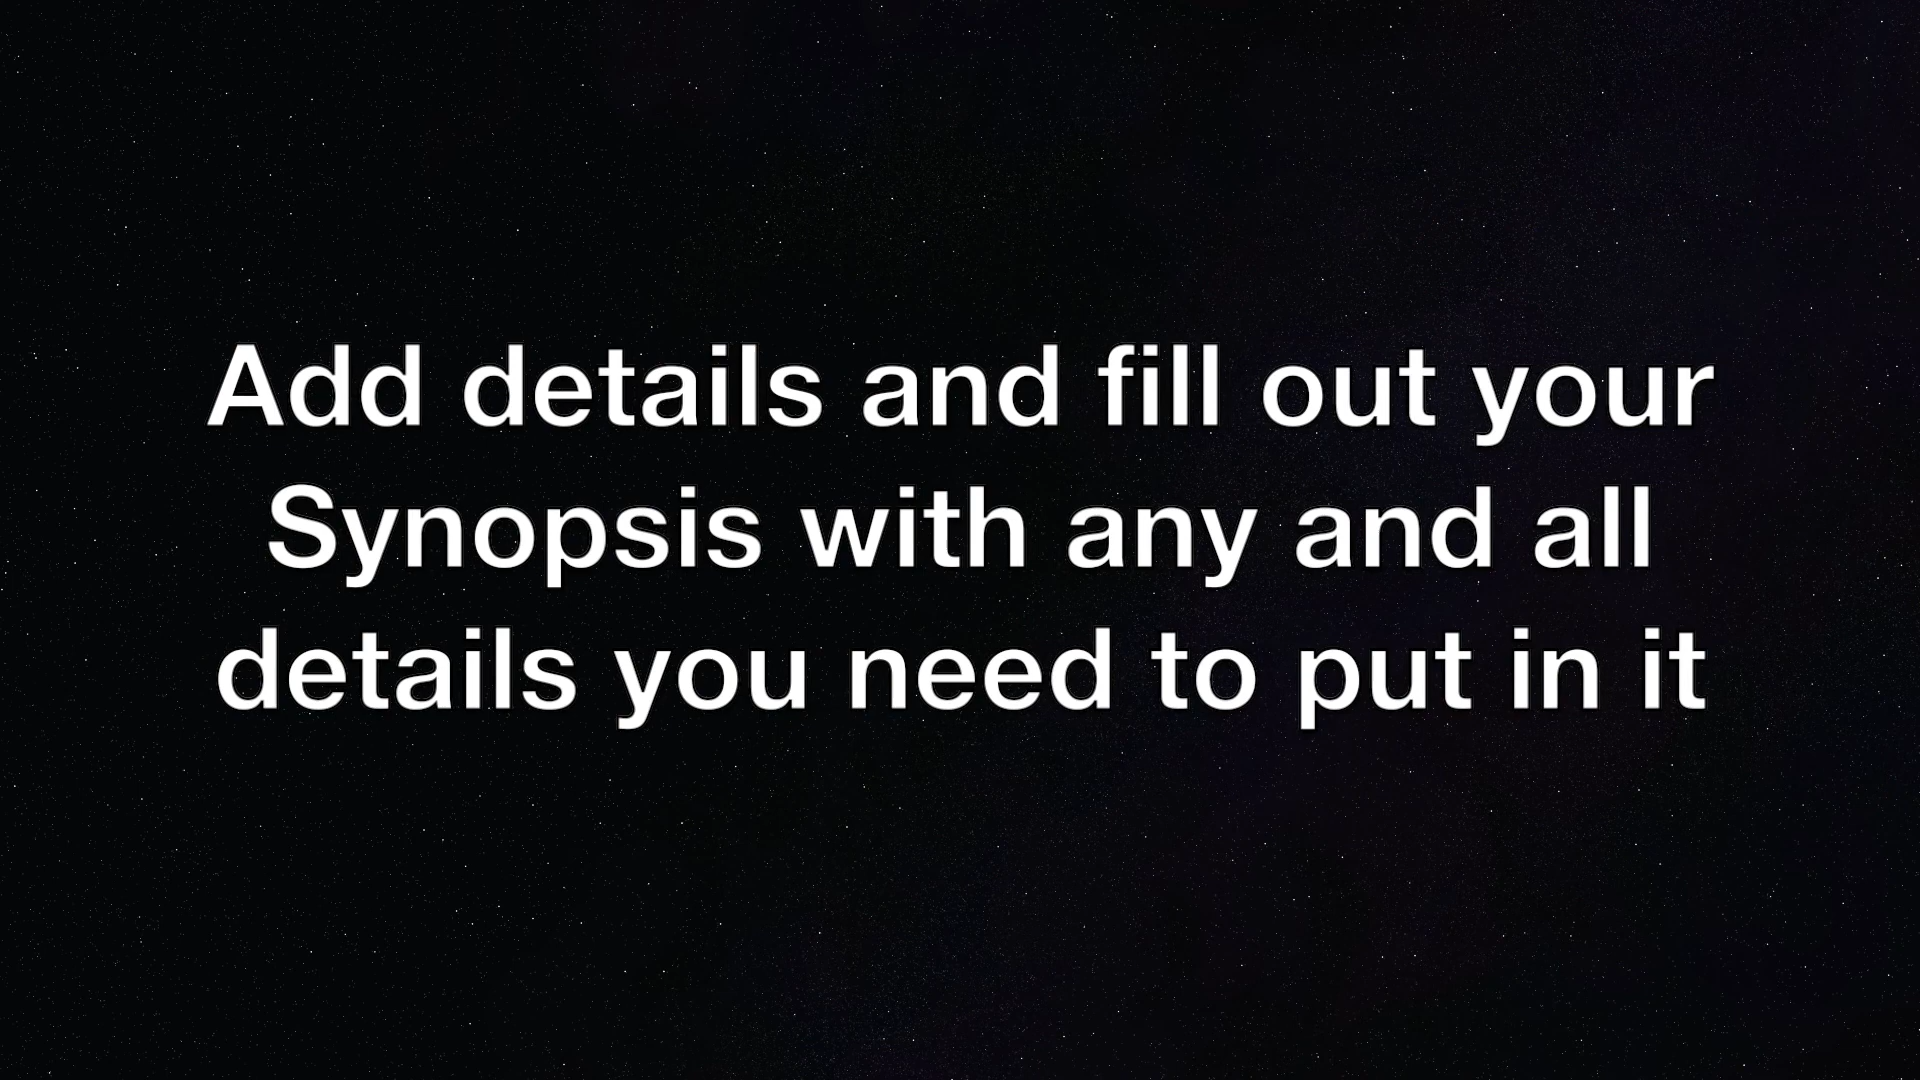 Add details and fill out your
Synopsis with any and all
details you need to put in it